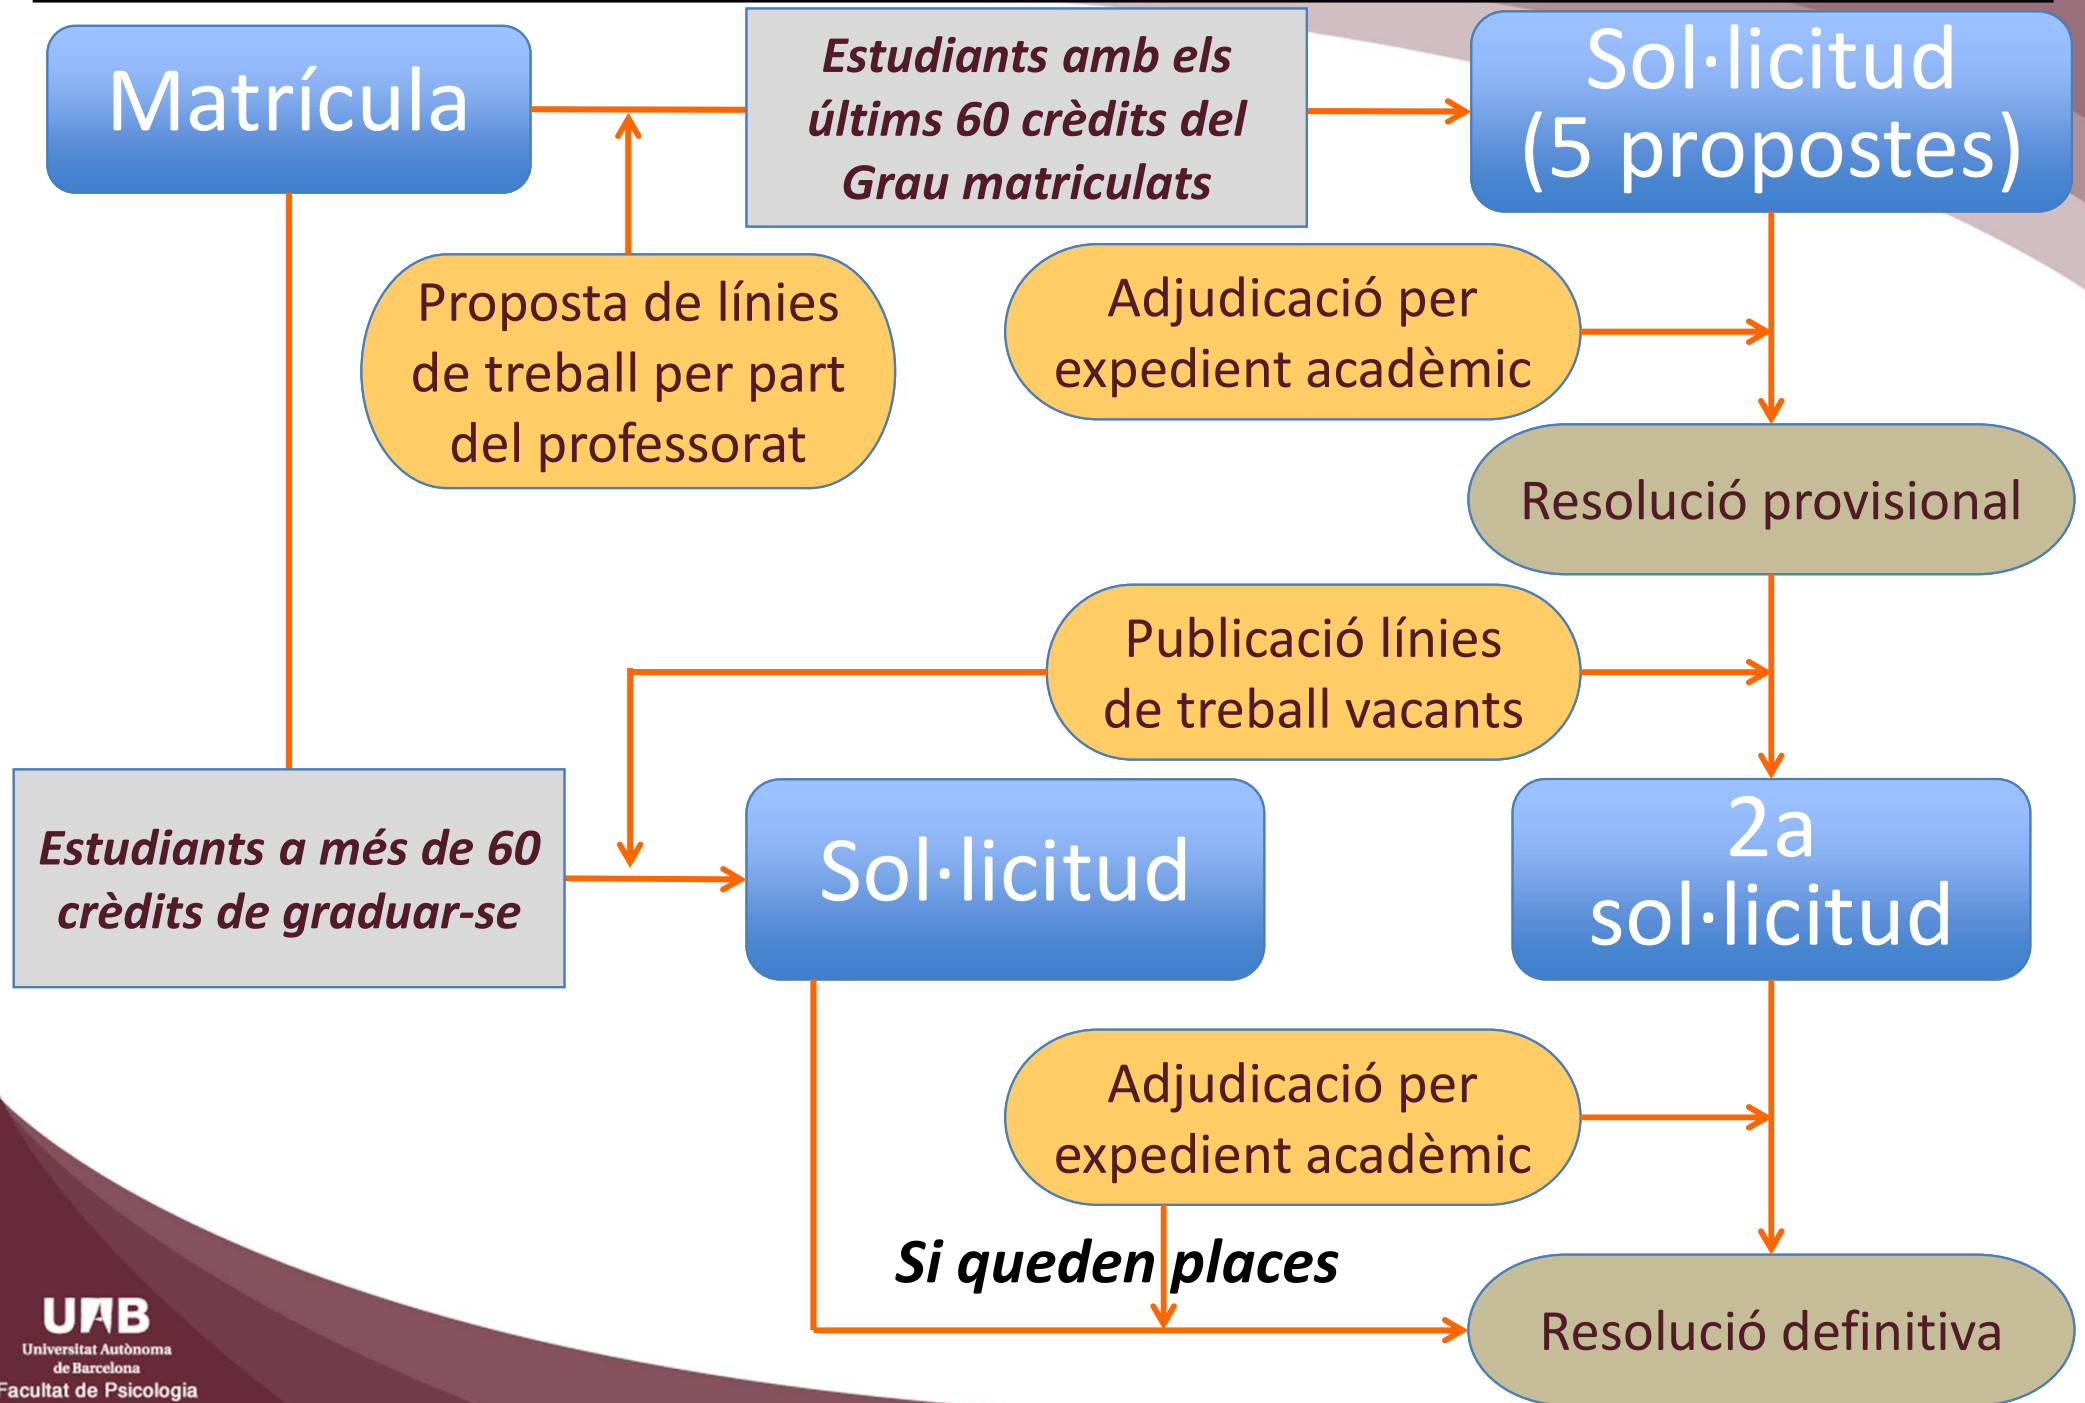 Matrícula
Estudiants amb els
últims 60 crèdits del
Grau matriculats
Sol·licitud
(5 propostes)
Proposta de línies
de treball per part
del professorat
Adjudicació per
expedient acadèmic
Resolució provisional
Publicació línies
de treball vacants
Estudiants a més de 60
crèdits de graduar-se
Sol·licitud
2a
sol·licitud
Adjudicació per
expedient acadèmic
Si queden places
Resolució definitiva
UAB
Universitat Autònoma
de Barcelona
Facultat de Psicologia